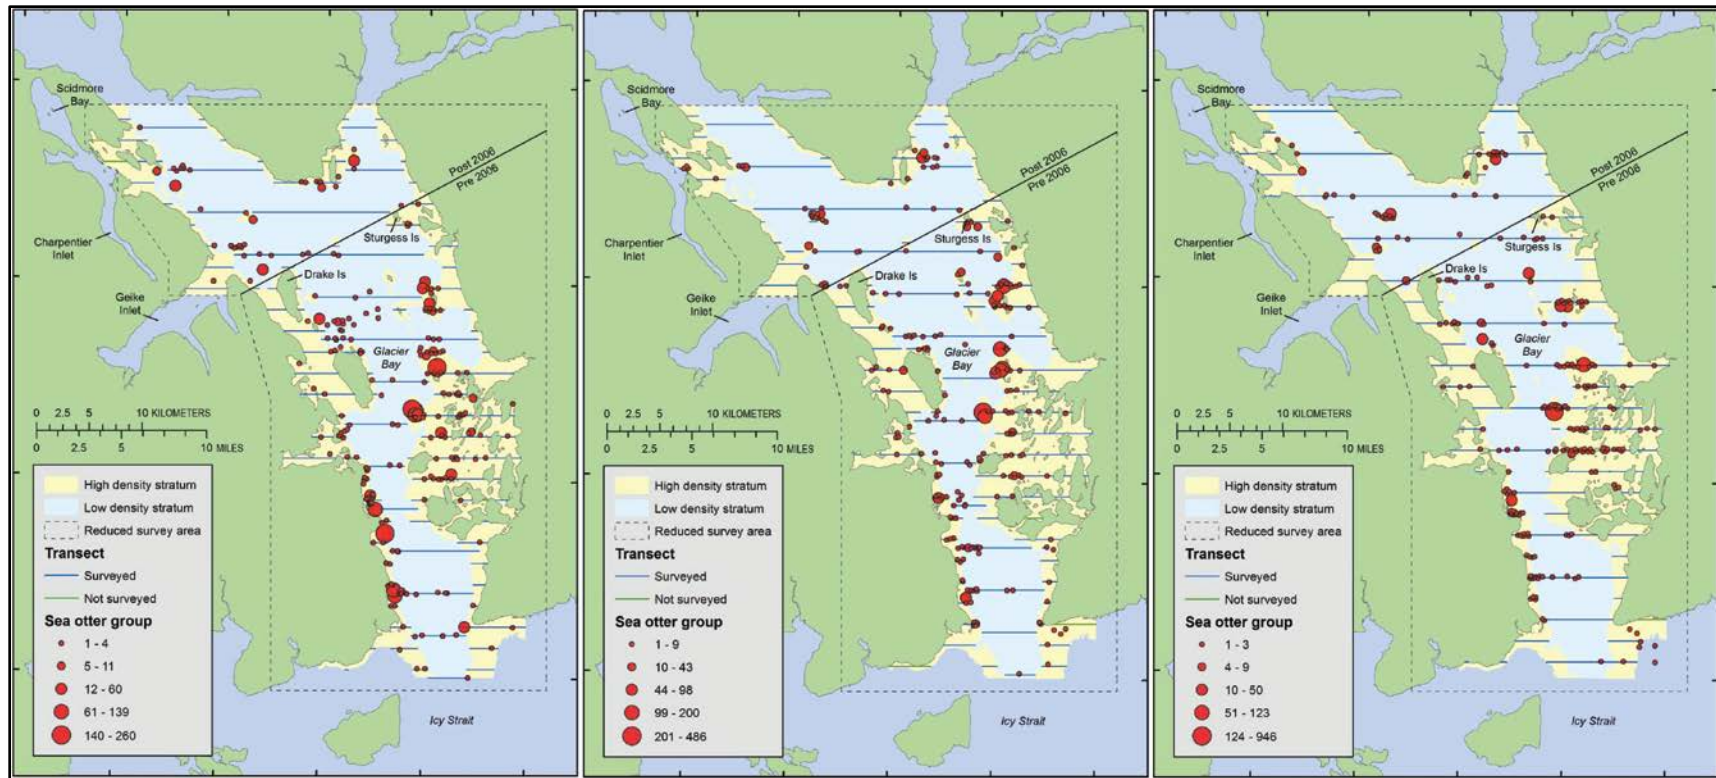 Scidmore
Bay
Post 2006
Pre 2006
Sturgess Is
Charpentier
Inlet
Drake Is
Geike
Inlet
Glacier
Bay
0 2.5 5 10 KILOMETERS
0 2.5 5 10 MILES
High density stratum
Low density stratum
Reduced survey area
Transect
Surveyed
Not surveyed
Sea otter group
1 - 4
5 - 11
12 - 60
61 - 139
140 - 260
Icy Strait
Scidmore
Bay
Post 2006
Pre 2006
Sturgess Is
Charpentier
Inlet
Drake Is
Geike
Inlet
Glacier
Bay
0 2.5 5 10 KILOMETERS
0 2.5 5 10 MILES
High density stratum
Low density stratum
Reduced survey area
Transect
Surveyed
Not surveyed
Sea otter group
1 - 9
10 - 43
44 - 98
99 - 200
201 - 486
Icy Strait
Scidmore
Bay
Post 2006
Pre 2006
Sturgess Is
Charpentier
Inlet
Drake Is
Geike
Inlet
Glacier
Bay
0 2.5 5 10 KILOMETERS
0 2.5 5 10 MILES
High density stratum
Low density stratum
Reduced survey area
Transect
Surveyed
Not surveyed
Sea otter group
1 - 3
4 - 9
10 - 50
51 - 123
124 - 946
Icy Strait